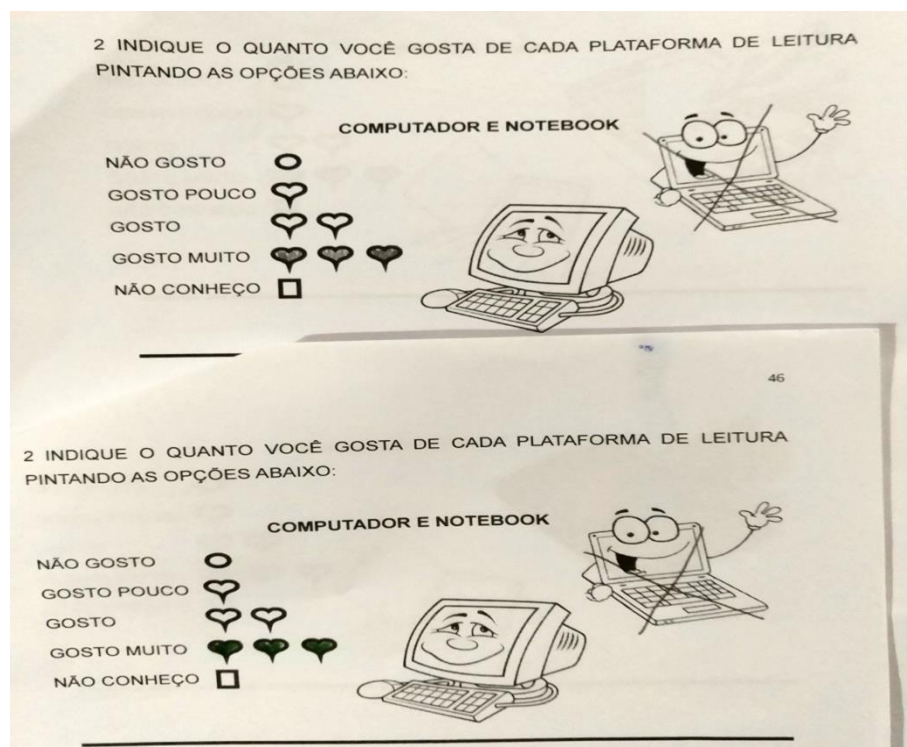 2 INDIQUE O QUANTO VOCÊ GOSTA DE CADA PLATAFORMA DE LEITURA
PINTANDO AS OPÇÕES ABAIXO:
COMPUTADOR E NOTEBOOK
NÃO GOSTO
GOSTO POUCO
GOSTO
GOSTO MUITO
NÃO CONHEÇO
46
2 INDIQUE O QUANTO VOCÊ GOSTA DE CADA PLATAFORMA DE LEITURA
PINTANDO AS OPÇÕES ABAIXO:
COMPUTADOR E NOTEBOOK
NÃO GOSTO
GOSTO POUCO
GOSTO
GOSTO MUITO
NÃO CONHEÇO